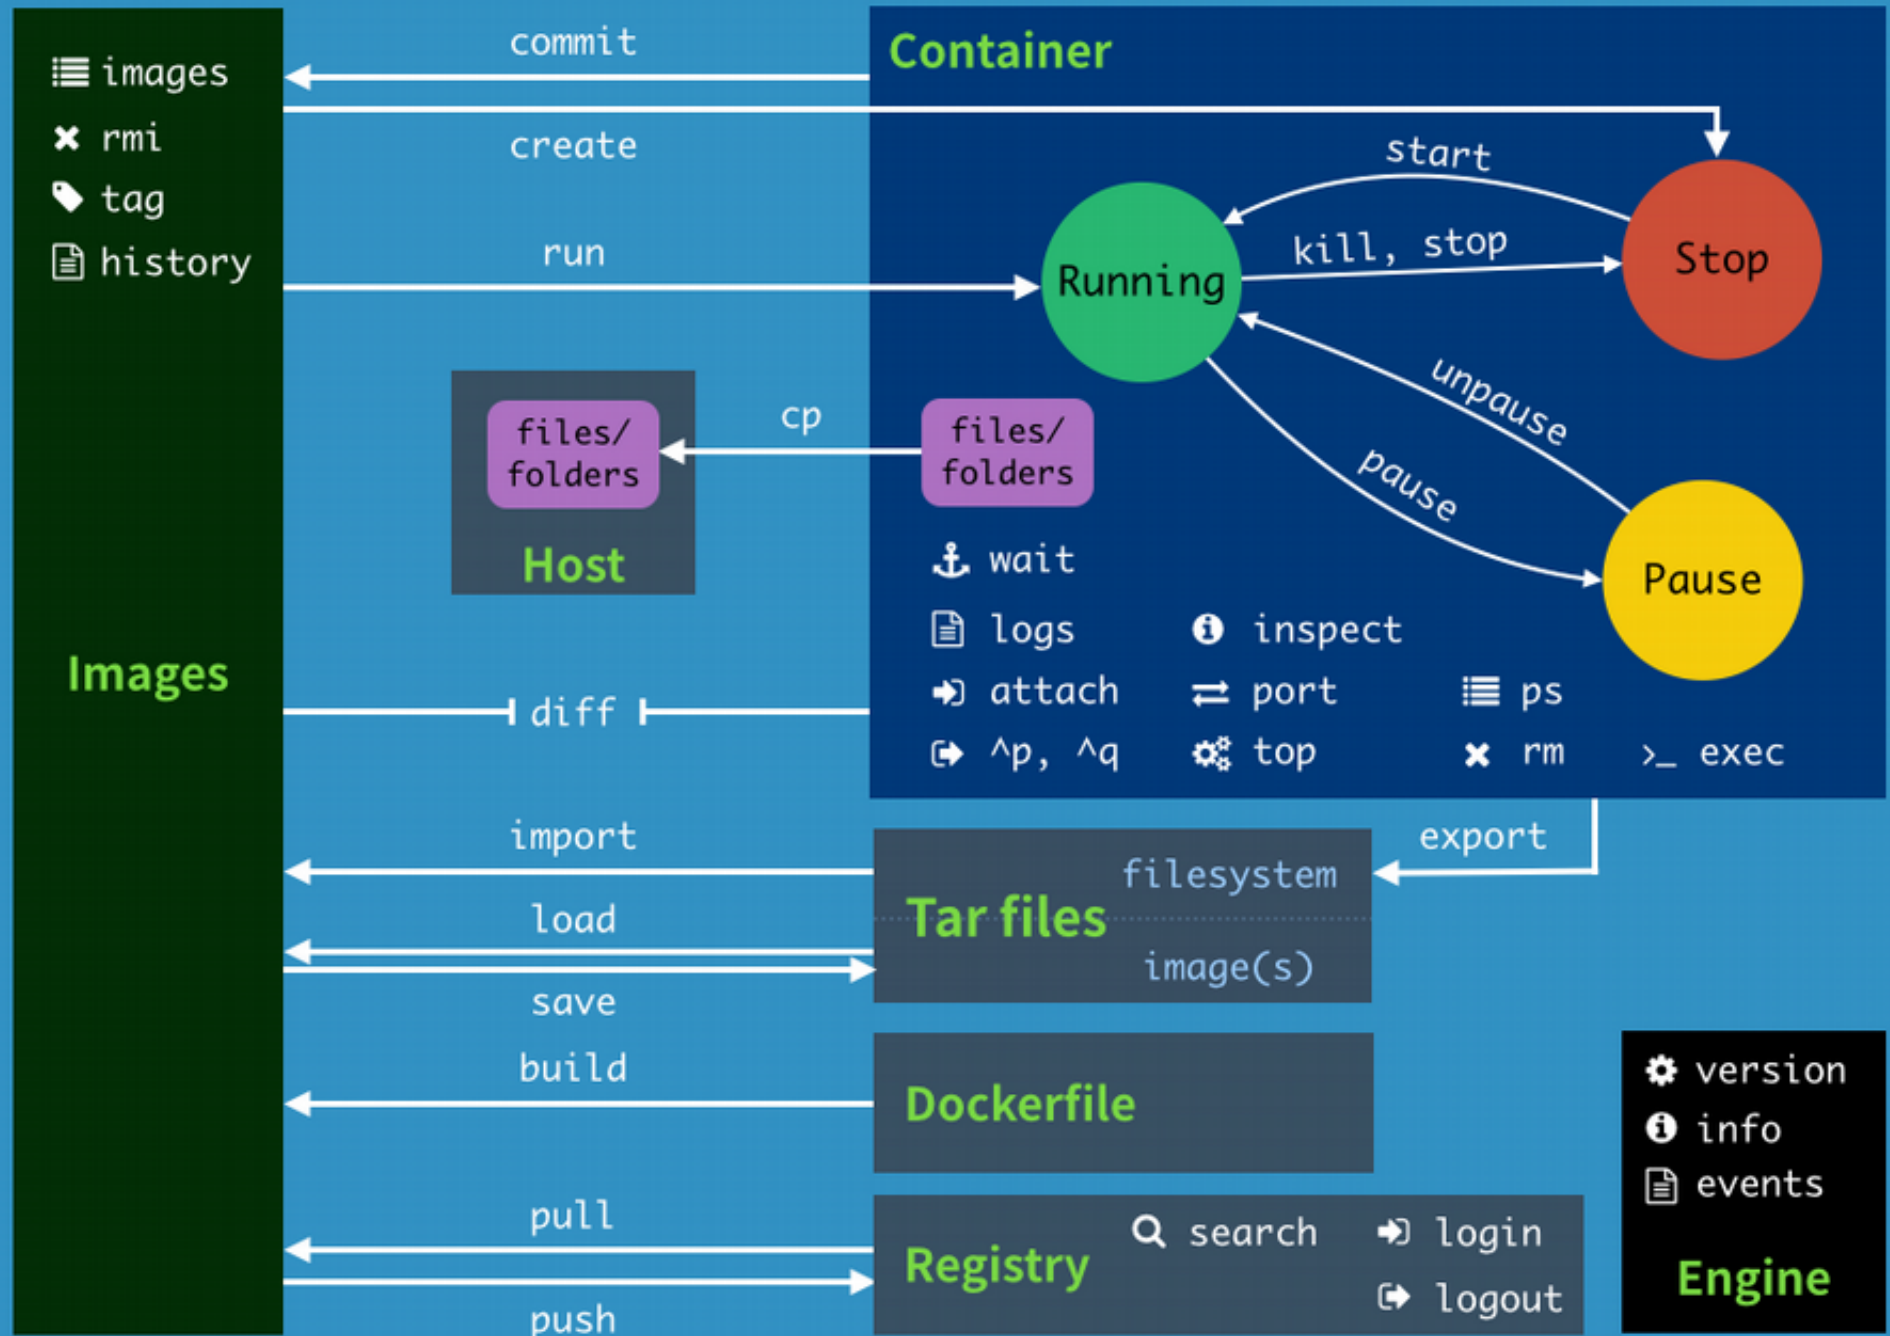 images
rmi
tag
history
Images
commit
create
run
cp
files/
folders
Host
diff
import
load
save
build
pull
push
Container
start
kill, stop
Running
Stop
unpause
pause
Pause
files/
folders
wait
logs
inspect
attach
port
ps
^p, ^q
top
rm
>_ exec
export
filesystem
Tar files
image(s)
Dockerfile
Registry
search
login
logout
version
info
events
Engine